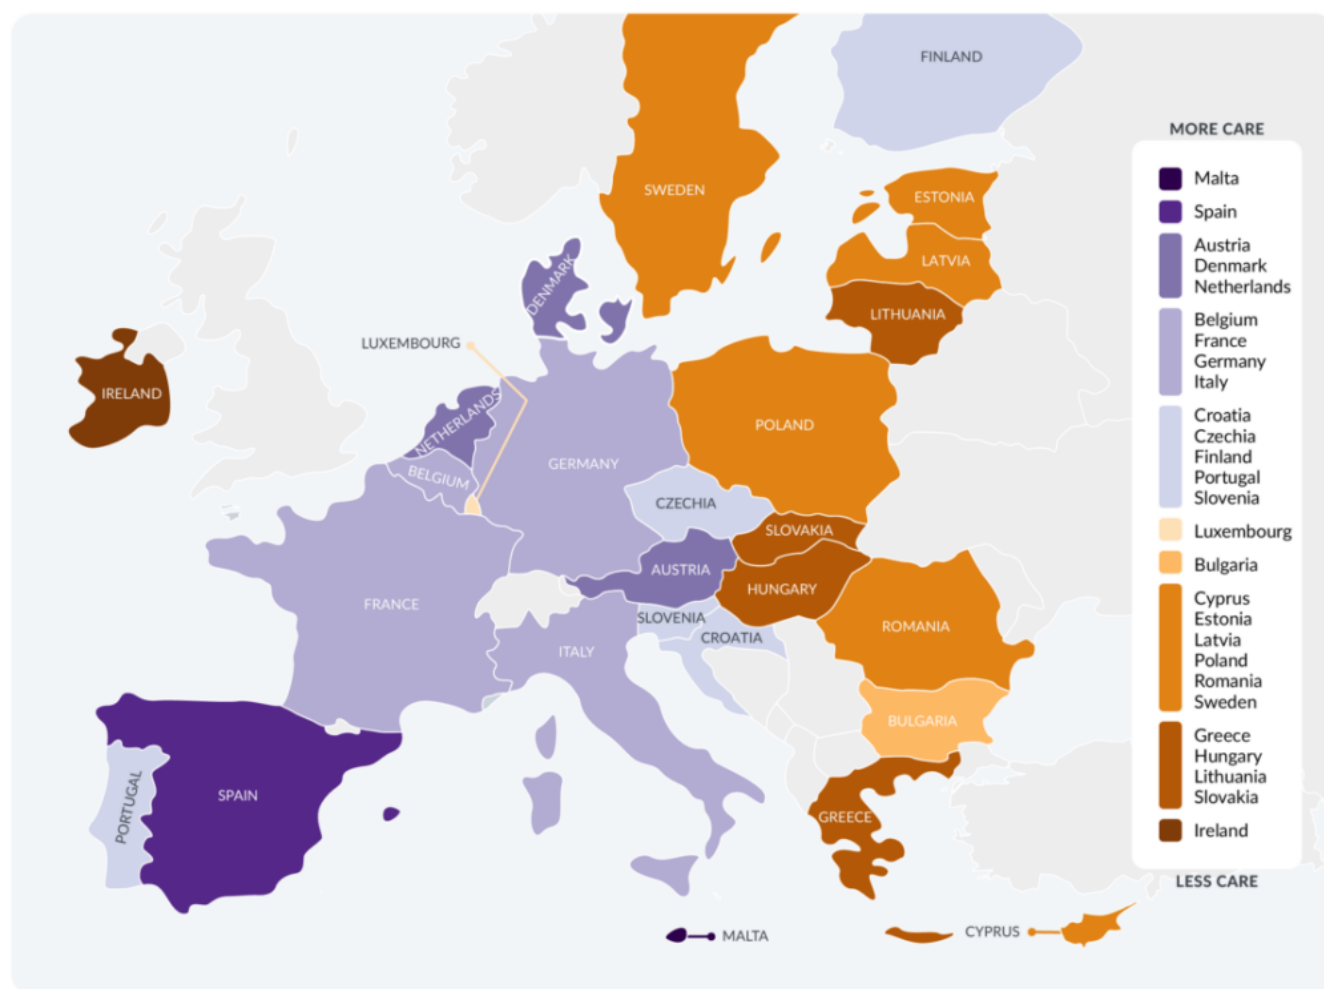 FINLAND
SWEDEN
ESTONIA
LATVIA
LITHUANIA
DENMARK
LUXEMBOURG
IRELAND
NETHERLANDS
BELGIUM
GERMANY
POLAND
CZECHIA
SLOVAKIA
AUSTRIA
HUNGARY
FRANCE
SLOVENIA
CROATIA
ITALY
ROMANIA
BULGARIA
PORTUGAL
SPAIN
GREECE
MALTA
CYPRUS
MORE CARE
Malta
Spain
Austria
Denmark
Netherlands
Belgium
France
Germany
Italy
Croatia
Czechia
Finland
Portugal
Slovenia
Luxembourg
Bulgaria
Cyprus
Estonia
Latvia
Poland
Romania
Sweden
Greece
Hungary
Lithuania
Slovakia
Ireland
LESS CARE